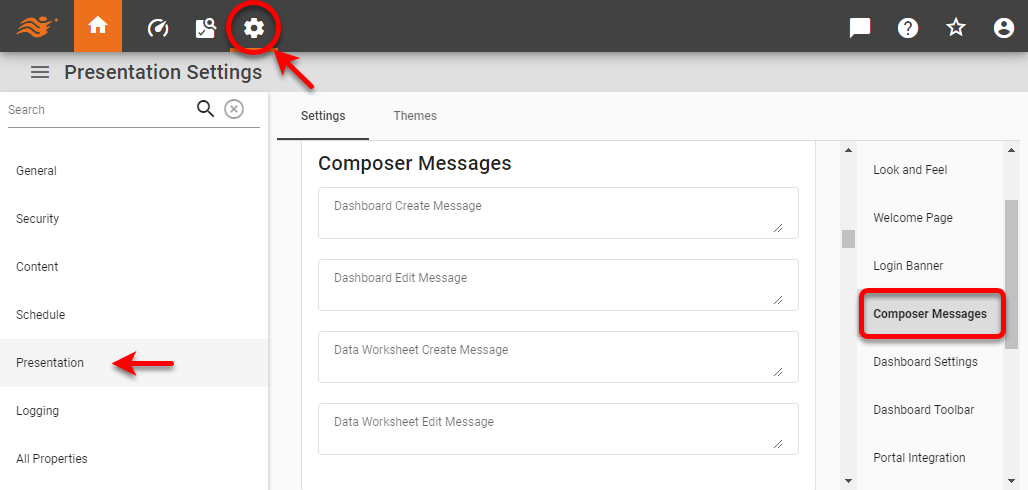 Presentation Settings
Search
General
Security
Content
Schedule
Presentation
Logging
All Properties
Settings
Themes
Composer Messages
Dashboard Create Message
Dashboard Edit Message
Data Worksheet Create Message
Data Worksheet Edit Message
Look and Feel
Welcome Page
Login Banner
Composer Messages
Dashboard Settings
Dashboard Toolbar
Portal Integration